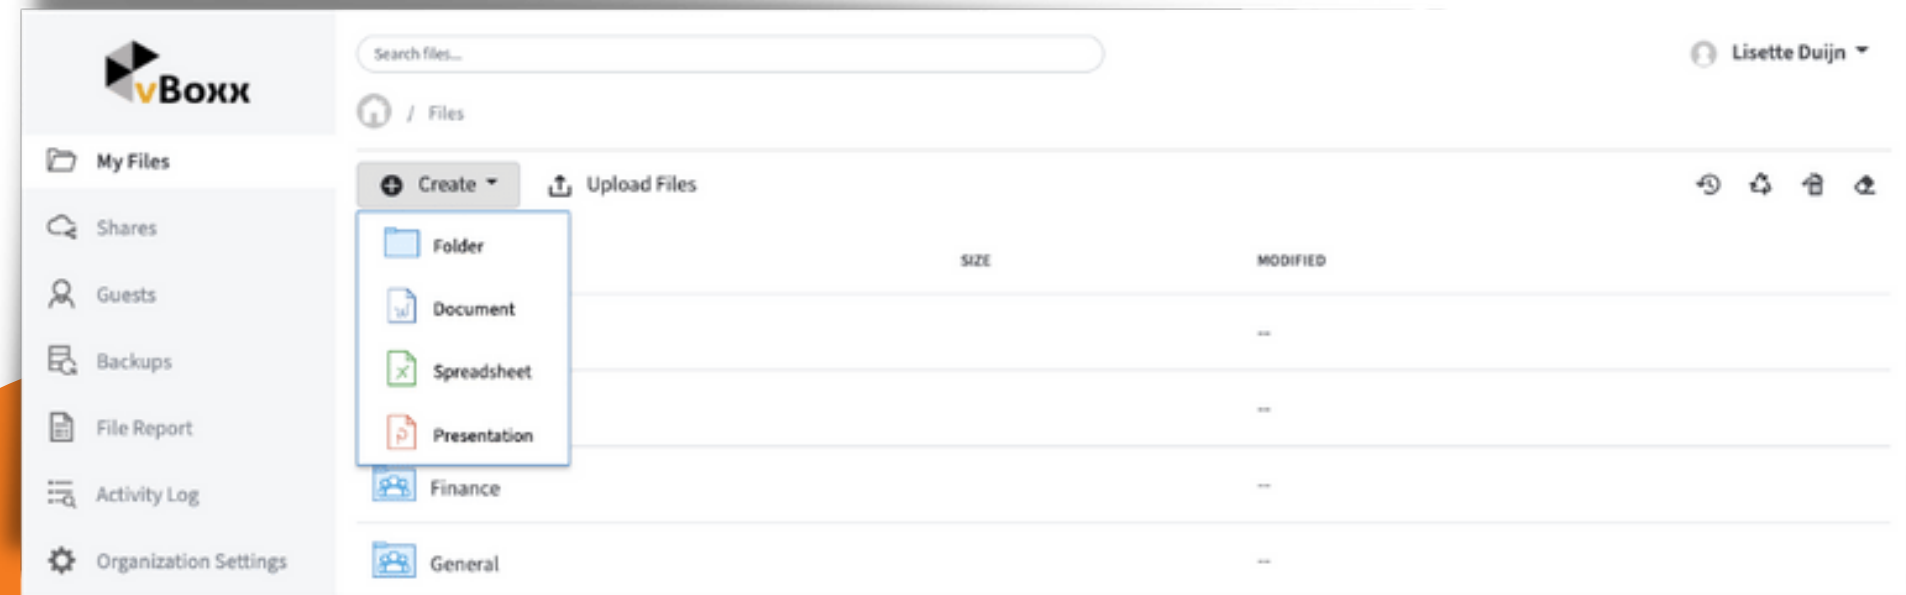 vBoxx
Search files...
Lisette Duijn
/ Files
My Files
Shares
Guests
Backups
File Report
Activity Log
Organization Settings
Create
Upload Files
Folder
Document
Spreadsheet
Presentation
SIZE
MODIFIED
--
--
Finance
--
General
--